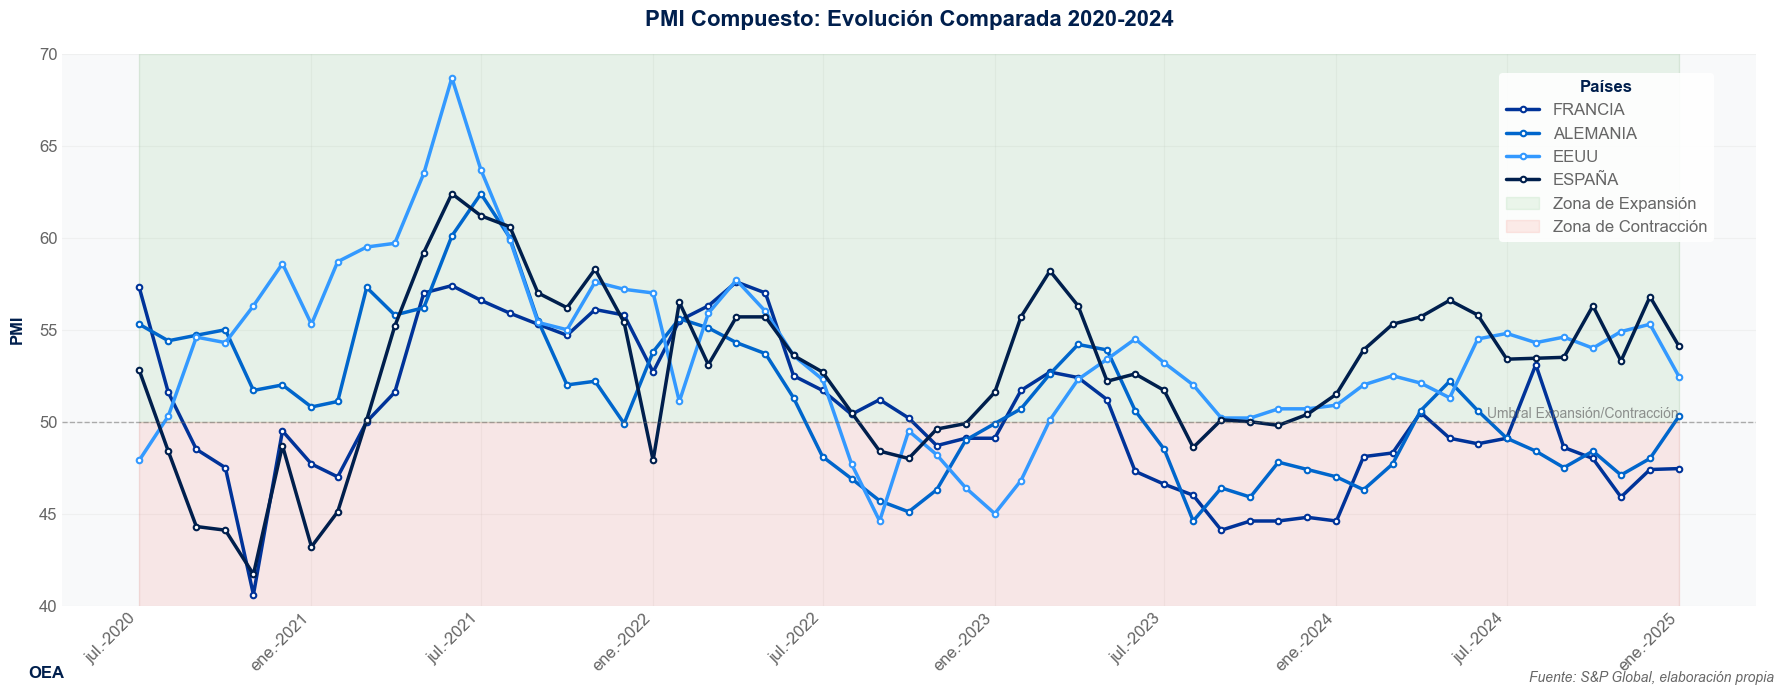 PMI Compuesto: Evolución Comparada 2020-2024
70
65
60
55
50
45
40
PMI
Países
FRANCIA
ALEMANIA
EEUU
ESPAÑA
Zona de Expansión
Zona de Contracción
Umbral Expansión/Contracción
jul.-2020
ene.-2021
jul.-2021
ene.-2022
jul.-2022
ene.-2023
jul.-2023
ene.-2024
jul.-2024
ene.-2025
OEA
Fuente: S&P Global, elaboración propia